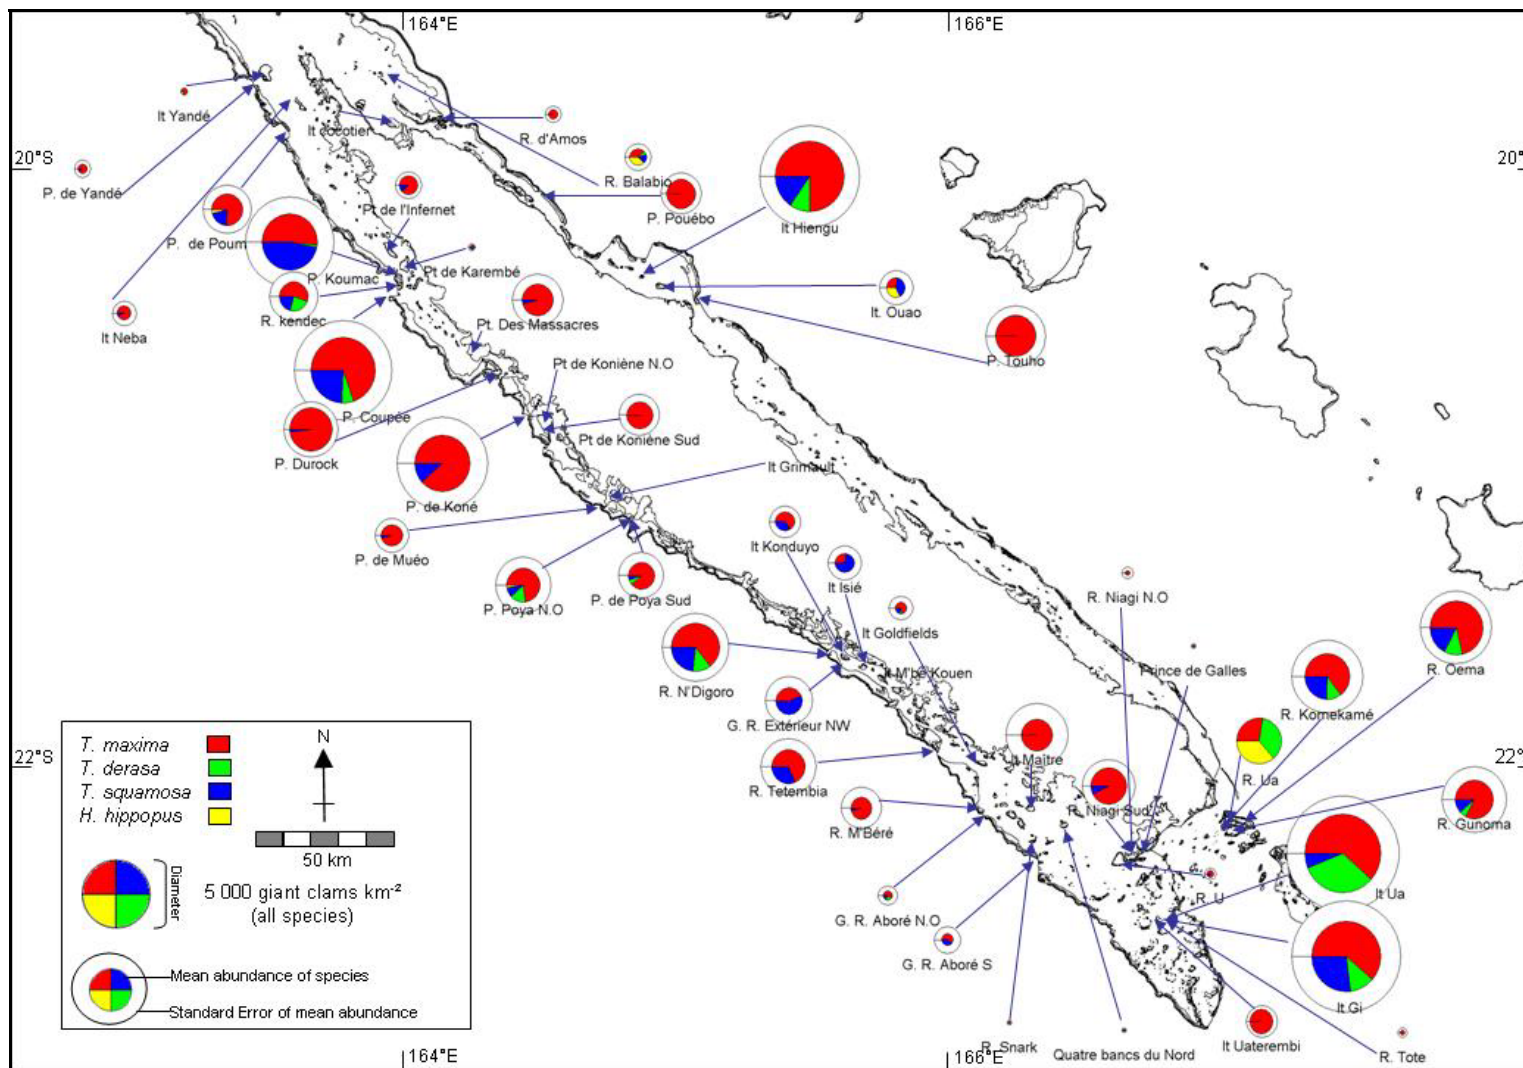 164°E
166°E
It Yandé
It cocotier
R. d'Amos
20°S
20°
P. de Yandé
R. Balabio
Pt de l'Infernet
P. Pouébo
It Hiengu
P. de Poum
P. Koumac
Pt de Karembé
R. kendec
It. Ouao
It Neba
Pt. Des Massacres
P. Touho
Pt de Koniène N.O
P. Coupée
P. Durock
Pt de Koniène Sud
It Grimault
P. de Koné
It Konduyo
P. de Muéo
It Isié
R. Niagi N.O
P. Poya N.O
P. de Poya Sud
It Goldfields
It M'bé Kouen
Prince de Galles
R. Oema
R. N'Digoro
R. Komekamé
G. R. Extérieur NW
T. maxima
T. derasa
T. squamosa
H. hippopus
N
50 km
22°S
22°
It Maître
R. Ua
R. Tetembia
R. Niagi Sud
R. Gunoma
R. M'Béré
Diameter
5 000 giant clams km⁻²
(all species)
It Ua
R. U
G. R. Aboré N.O
G. R. Aboré S
Mean abundance of species
Standard Error of mean abundance
It Gi
R. Snark
Quatre bancs du Nord
It Uaterembi
R. Tote
164°E
166°E